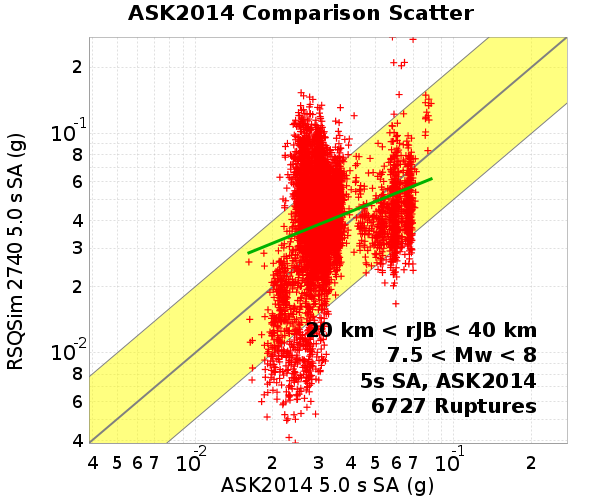 ASK2014 Comparison Scatter
RSQSim 2740 5.0 s SA (g)
2
10^-1
8
6
4
3
2
10^-2
8
6
4
20 km < rJB < 40 km
7.5 < Mw < 8
5s SA, ASK2014
6727 Ruptures
4 5 6 7 10^-2 2 3 4 5 6 7 10^-1 2
ASK2014 5.0 s SA (g)